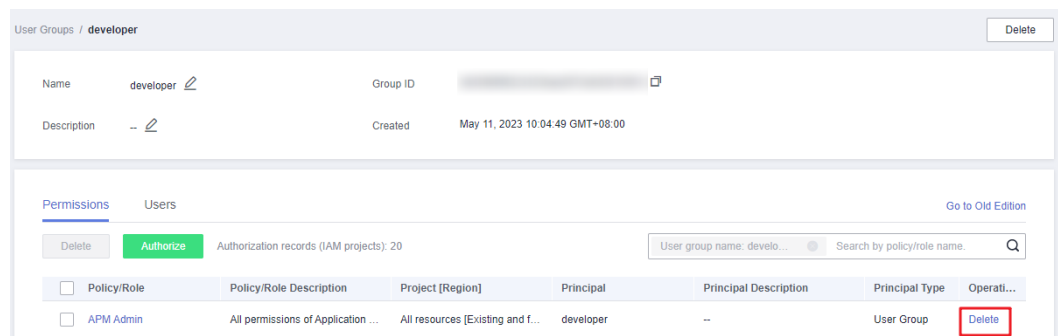 User Groups / developer
Delete
Name developer
Group ID
Description --
Created May 11, 2023 10:04:49 GMT+08:00
Permissions Users Go to Old Edition
Delete Authorize Authorization records (IAM projects): 20 User group name: develo... Search by policy/role name.
Policy/Role Policy/Role Description Project [Region] Principal Principal Description Principal Type Operati...
APM Admin All permissions of Application ... All resources [Existing and f... developer -- User Group Delete